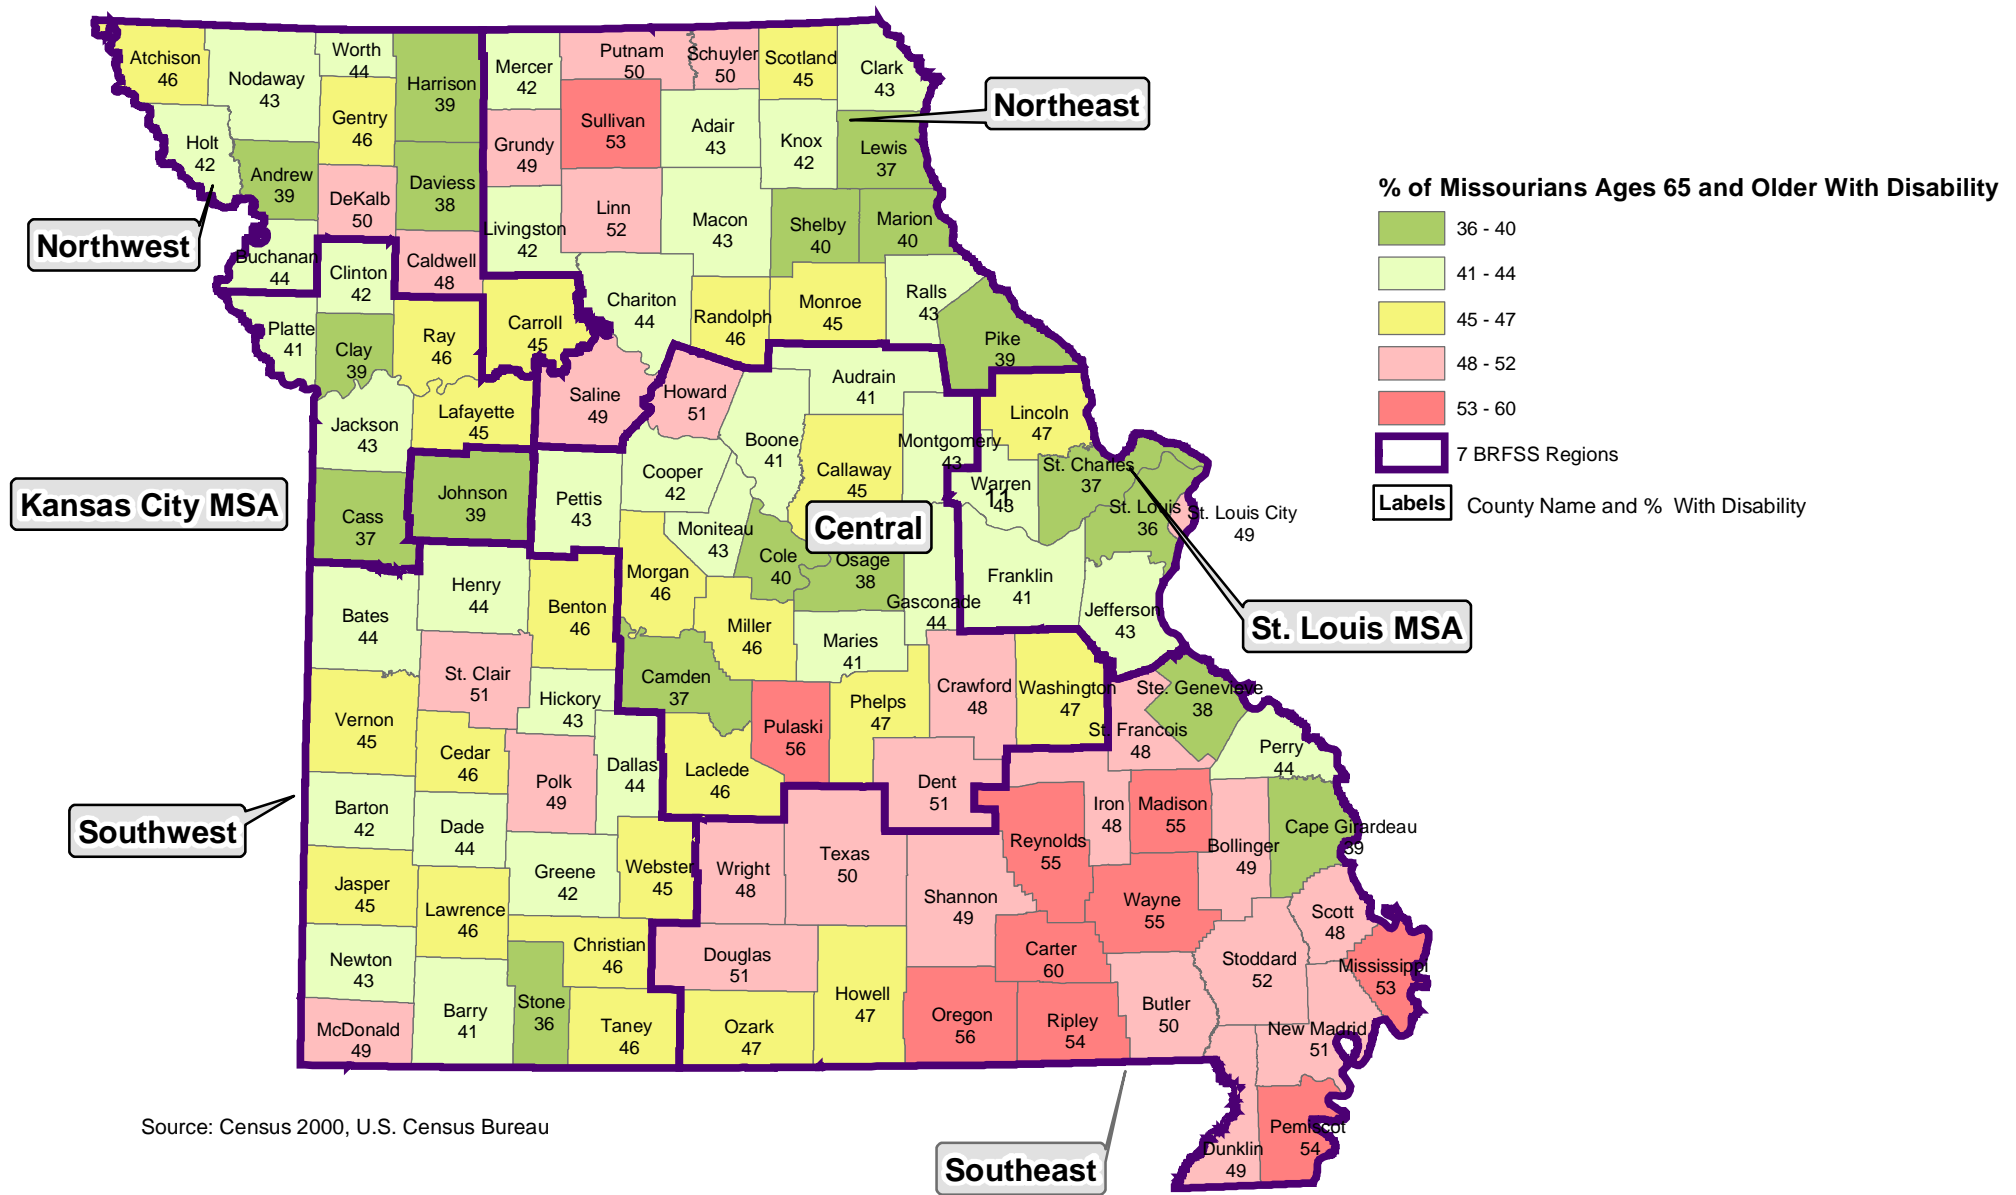 Atchison
46
Nodaway
43
Worth
44
Harrison
39
Mercer
42
Putnam
50
Schuyler
50
Scotland
45
Clark
43
Northeast
Gentry
46
Sullivan
53
Adair
43
Knox
42
Lewis
37
Holt
42
Andrew
39
DeKalb
50
Daviess
38
Grundy
49
Linn
52
Macon
43
Shelby
40
Marion
40
Northwest
Buchanan
44
Clinton
42
Caldwell
48
Livingston
42
Chariton
44
Randolph
46
Monroe
45
Ralls
43
Pike
39
Platte
41
Clay
39
Ray
46
Carroll
45
% of Missourians Ages 65 and Older With Disability
36 - 40
41 - 44
45 - 47
48 - 52
53 - 60
7 BRFSS Regions
Labels
County Name and % With Disability
Jackson
43
Lafayette
45
Saline
49
Howard
51
Boone
41
Audrain
41
Callaway
45
Montgomery
43
Lincoln
47
Warren
11
43
St. Charles
37
St. Louis
36
St. Louis City
49
Kansas City MSA
Cass
37
Johnson
39
Pettis
43
Cooper
42
Moniteau
43
Cole
40
Central
Osage
38
Gasconade
44
Franklin
41
Jefferson
43
St. Louis MSA
Bates
44
Henry
44
Benton
46
Morgan
46
Miller
46
Maries
41
St. Clair
51
Hickory
43
Camden
37
Pulaski
56
Phelps
47
Crawford
48
Washington
47
Ste. Genevieve
38
St. Francois
48
Perry
44
Vernon
45
Cedar
46
Polk
49
Dallas
44
Laclede
46
Dent
51
Iron
48
Madison
55
Bollinger
49
Cape Girardeau
39
Southwest
Barton
42
Dade
44
Greene
42
Webster
45
Wright
48
Texas
50
Shannon
49
Reynolds
55
Wayne
55
Jasper
45
Lawrence
46
Christian
46
Douglas
51
Howell
47
Carter
60
Stoddard
52
Scott
48
Mississippi
53
Newton
43
Barry
41
Stone
36
Taney
46
Ozark
47
Oregon
56
Ripley
54
Butler
50
New Madrid
51
McDonald
49
Source: Census 2000, U.S. Census Bureau
Southeast
Dunklin
49
Pemiscot
54